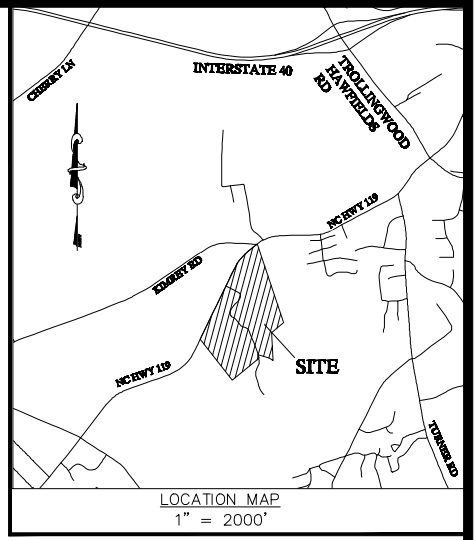 INTERSTATE 40
CHERRY LN
TROLLINGWOOD
HAWFIELDS
RD
NC HWY 119
KIMREY RD
SITE
NC HWY 119
TURNER RD
LOCATION MAP
1" = 2000'